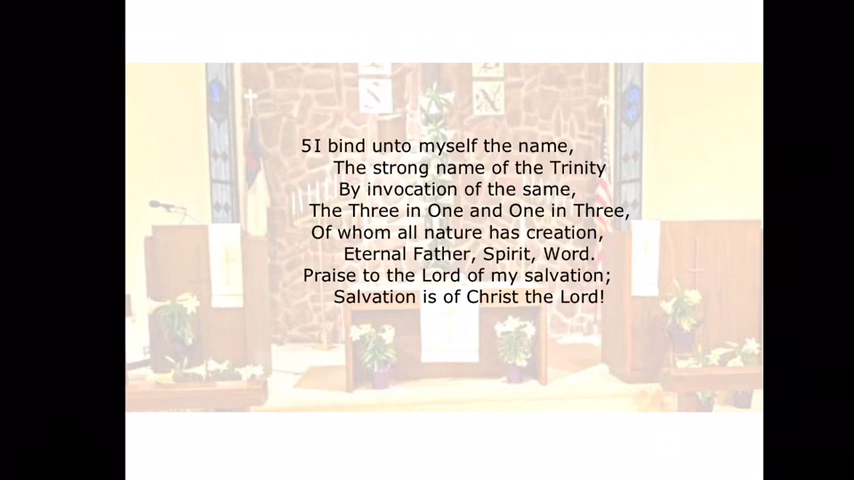 5 I bind unto myself the name,
The strong name of the Trinity
By invocation of the same,
The Three in One and One in Three,
Of whom all nature has creation,
Eternal Father, Spirit, Word.
Praise to the Lord of my salvation;
Salvation is of Christ the Lord!